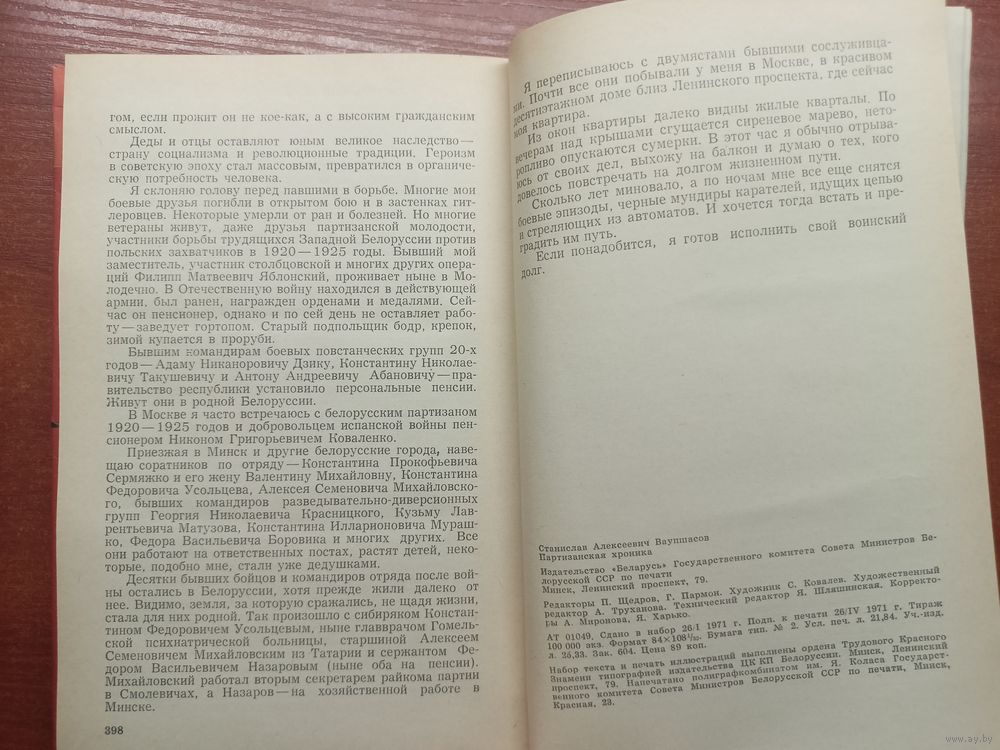 гом, если прожит он не кое-как, а с высоким гражданским
смыслом.
Деды и отцы оставляют юным великое наследство —
страну социализма и революционные традиции. Героизм
в советскую эпоху стал массовым, превратился в органиче-
скую потребность человека.
Я склоняю голову перед павшими в борьбе. Многие мои
боевые друзья погибли в открытом бою и в застенках гит-
леровцев. Некоторые умерли от ран и болезней. Но многие
ветераны живут, даже друзья партизанской молодости,
участники борьбы трудящихся Западной Белоруссии против
польских захватчиков в 1920—1925 годы. Бывший мой
заместитель, участник столбцовской и многих других опера-
ций Филипп Матвеевич Яблонский, проживает ныне в Мо-
лодечно. В Отечественную войну находился в действующей
армии, был ранен, награжден орденами и медалями. Сей-
час он пенсионер, однако и по сей день не оставляет рабо-
ту — заведует гортопом. Старый подпольщик бодр, крепок,
зимой купается в проруби.
Бывшим командирам боевых повстанческих групп 20-х
годов — Адаму Никаноровичу Дзику, Константину Николае-
вичу Такушевичу и Антону Андреевичу Абановичу — пра-
вительство республики установило персональные пенсии.
Живут они в родной Белоруссии.
В Москве я часто встречаюсь с белорусским партизаном
1920—1925 годов и добровольцем испанской войны пен-
сионером Никоном Григорьевичем Коваленко.
Приезжая в Минск и другие белорусские города, наве-
щаю соратников по отряду — Константина Прокофьевича
Сермяжко и его жену Валентину Михайловну, Константина
Федоровича Усольцева, Алексея Семеновича Михайловско-
го, бывших командиров разведывательно-диверсионных
групп Георгия Николаевича Красницкого, Кузьму Лав-
рентьевича Матузова, Константина Илларионовича Мураш-
ко, Федора Васильевича Боровика и многих других. Все
они работают на ответственных постах, растят детей, неко-
торые, подобно мне, стали уже дедушками.
Десятки бывших бойцов и командиров отряда после вой-
ны остались в Белоруссии, хотя прежде жили далеко от
нее. Видимо, земля, за которую сражались, не щадя жизни,
стала для них родной. Так произошло с сибиряком Констан-
тином Федоровичем Усольцевым, ныне главврачом Гомель-
ской психиатрической больницы, старшиной Алексеем
Семеновичем Михайловским из Татарии и сержантом Фе-
дором Васильевичем Назаровым (ныне оба на пенсии).
Михайловский работал вторым секретарем райкома партии
в Смолевичах, а Назаров — на хозяйственной работе в
Минске.
398
Я переписываюсь с двумястами бывшими сослуживца-
ми. Почти все они побывали у меня в Москве, в красивом
десятиэтажном доме близ Ленинского проспекта, где сейчас
моя квартира.
Из окон квартиры далеко видны жилые кварталы. По
вечерам над крышами сгущается сиреневое марево, нето-
ропливо опускаются сумерки. В этот час я обычно отрыва-
юсь от своих дел, выхожу на балкон и думаю о тех, кого
довелось повстречать на долгом жизненном пути.
Сколько лет миновало, а по ночам мне все еще снятся
боевые эпизоды, черные мундиры карателей, идущих цепью
и стреляющих из автоматов. И хочется тогда встать и пре-
градить им путь.
Если понадобится, я готов исполнить свой воинский
долг.
Станислав Алексеевич Ваупшасов
Партизанская хроника
Издательство «Беларусь» Государственного комитета Совета Министров Бе-
лорусской ССР по печати
Минск, Ленинский проспект, 79.
Редакторы П. Щедров, Г. Пармон. Художник С. Ковалев. Художественный
редактор А. Труханова. Технический редактор Я. Шляшинская. Корректо-
ры А. Миронова, Я. Харько.
АТ 01049. Сдано в набор 26/I 1971 г. Подп. к печати 26/IV 1971 г. Тираж
100 000 экз. Формат 84×108¹/₃₂. Бумага тип. № 2. Усл. печ. л. 21,84. Уч.-изд.
л. 26,33. Зак. 604. Цена 89 коп.
Набор текста и печать иллюстраций выполнены ордена Трудового Красного
Знамени типографией издательства ЦК КП Белоруссии. Минск, Ленинский
проспект, 79. Напечатано полиграфкомбинатом им. Я. Коласа Государст-
венного комитета Совета Министров Белорусской ССР по печати, Минск,
Красная, 23.
www.ay.by